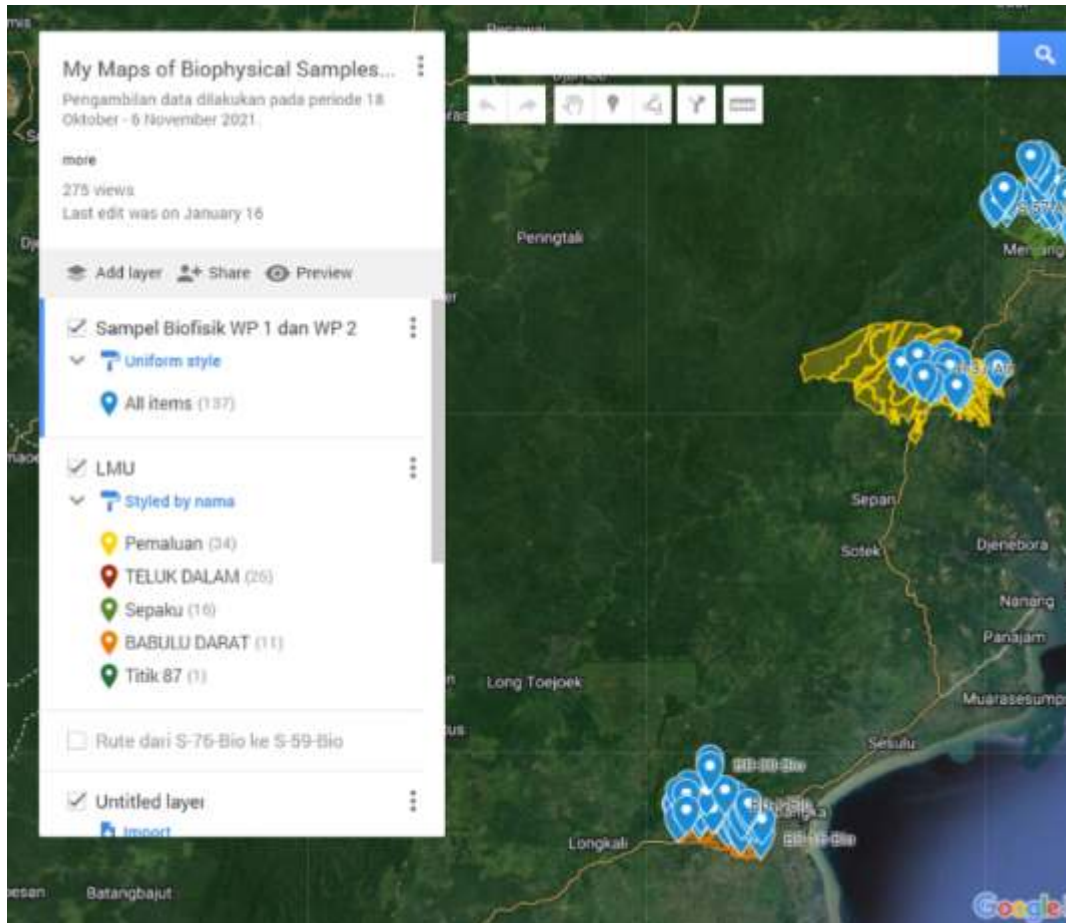 My Maps of Biophysical Samples...
Pengambilan data dilakukan pada periode 18
Oktober - 6 November 2021.
more
275 views
Last edit was on January 16
Add layer Share Preview
Sampel Biofisik WP 1 dan WP 2
Uniform style
All items (137)
LMU
Styled by nama
Pemaluan (34)
TELUK DALAM (26)
Sepaku (16)
BABULU DARAT (11)
Titik 87 (1)
Rute dari S-76-Bio ke S-59-Bio
Untitled layer
Import
Peringtali
Sepan
Sotek
Djenebora
Nanang
Panajam
Long Toejoek
Muarasesump
Sesulu
Longkali
Batangbajut
Google